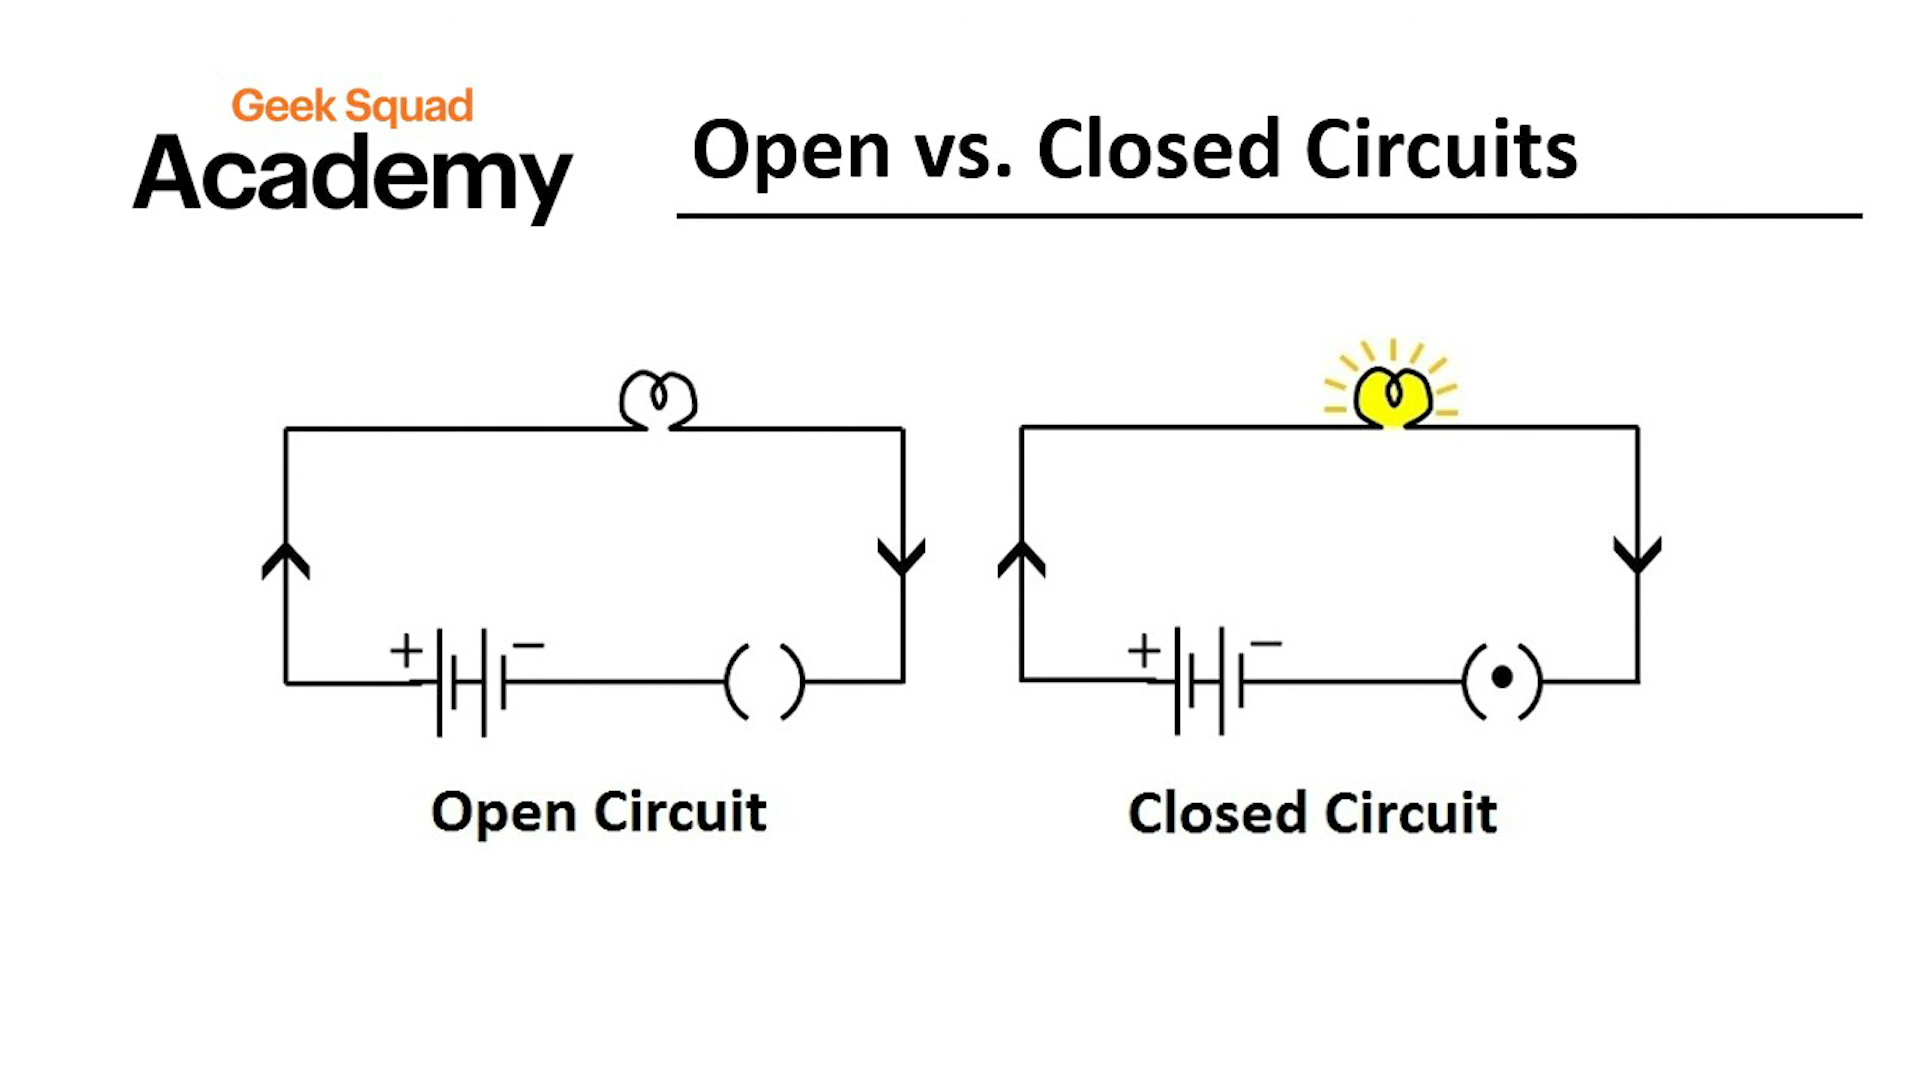 Geek Squad
Academy
Open vs. Closed Circuits
+ −
+ −
Open Circuit
Closed Circuit